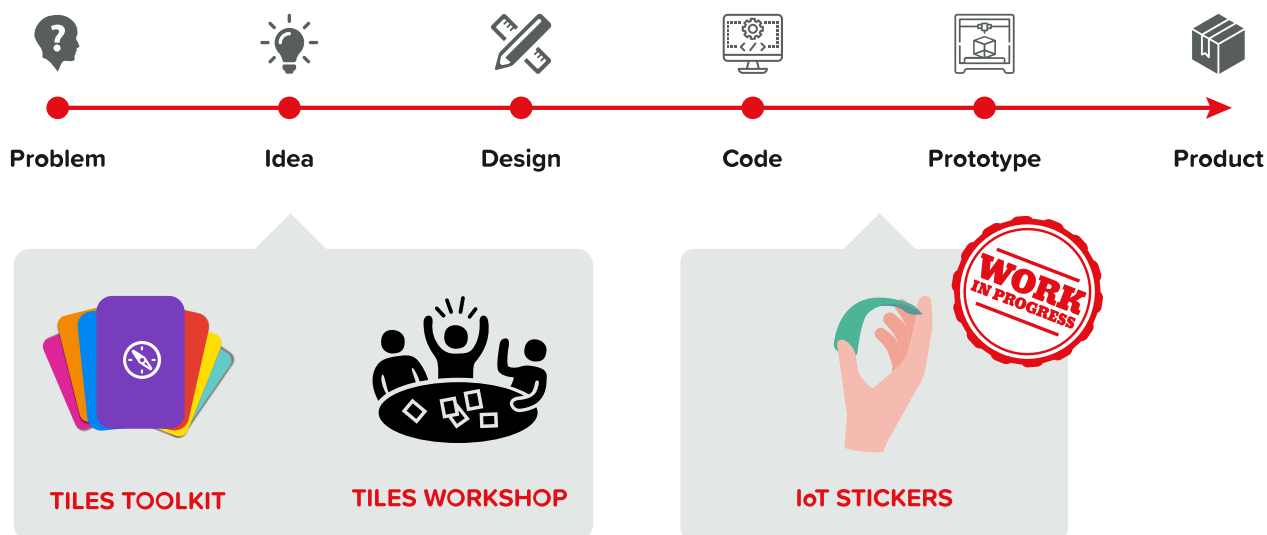 ?
Problem
Idea
Design
Code
Prototype
Product
</>
TILES TOOLKIT
TILES WORKSHOP
IoT STICKERS
WORK
IN PROGRESS